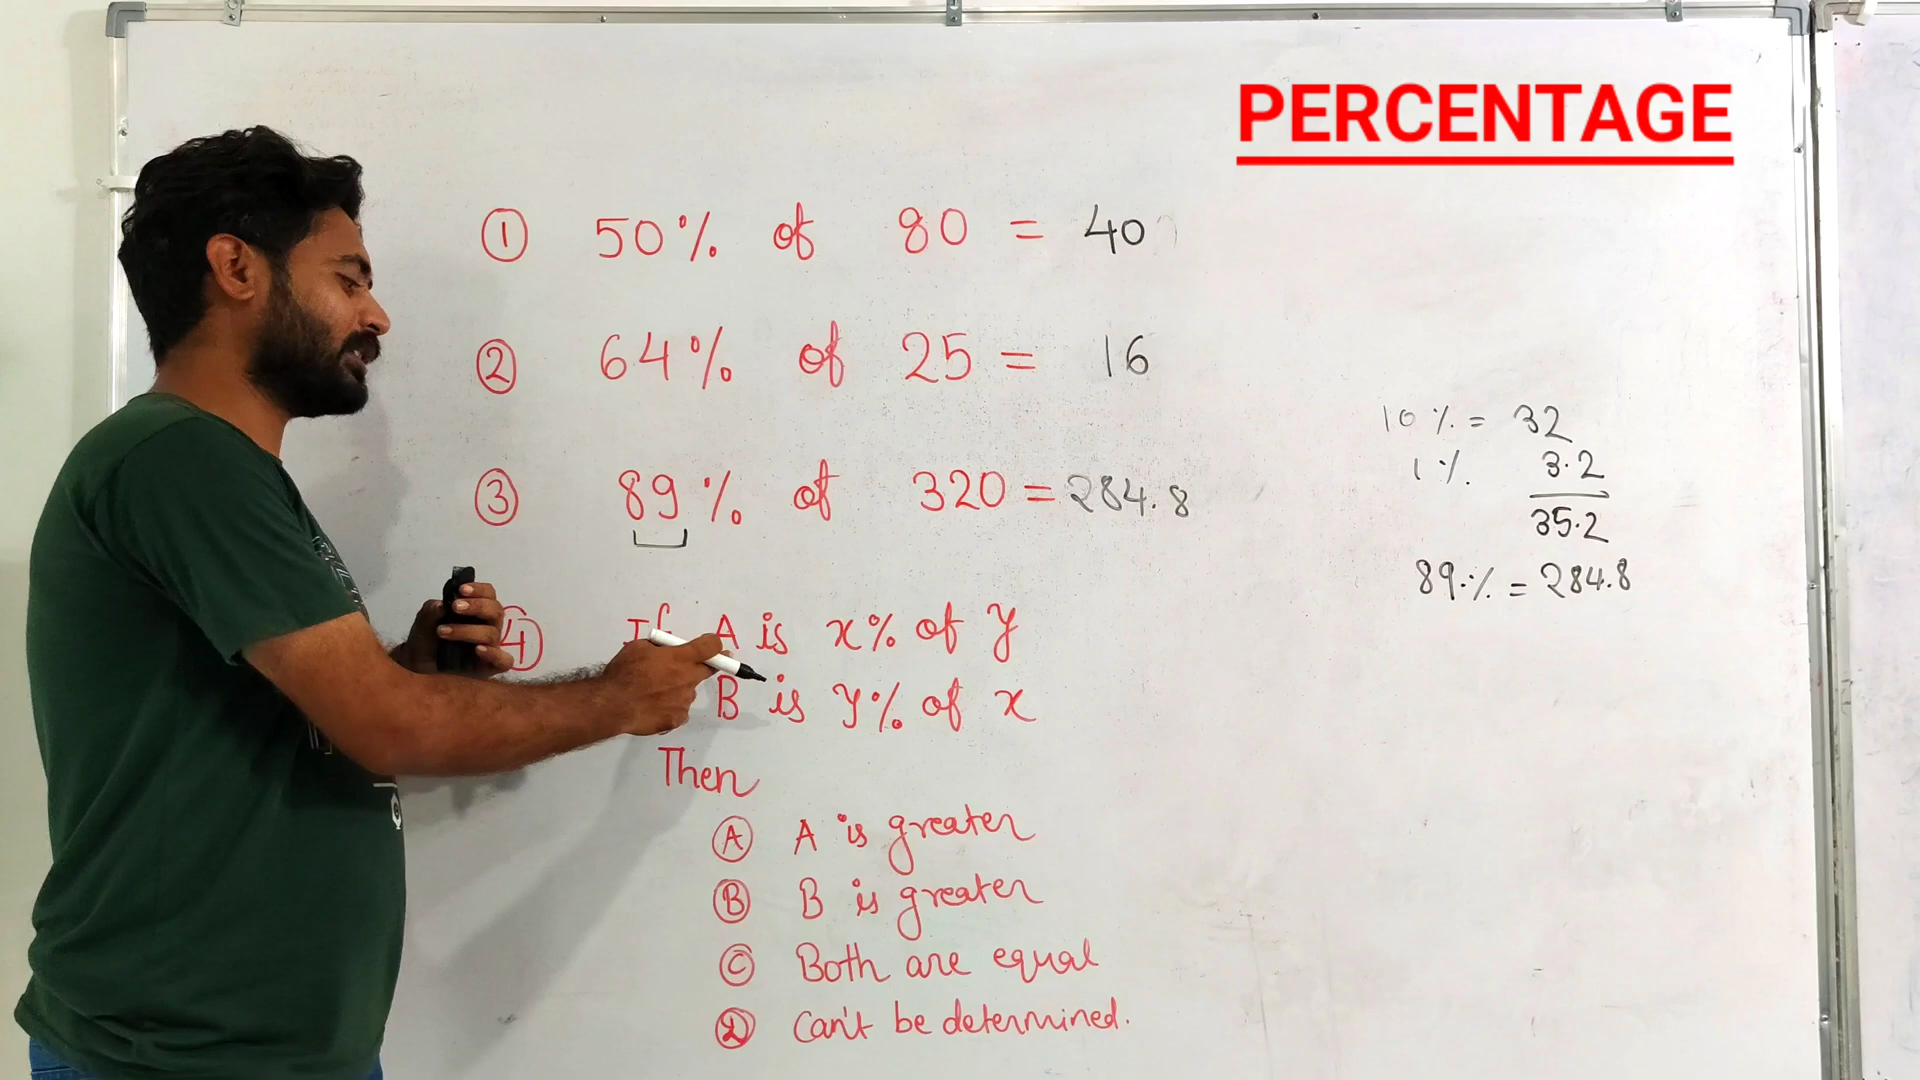 PERCENTAGE
① 50% of 80 = 40
② 64% of 25 = 16
③ 89% of 320 = 284.8
10% = 32
1% 3.2
35.2
89% = 284.8
④ If A is x% of y
B is y% of x
Then
Ⓐ A is greater
Ⓑ B is greater
Ⓒ Both are equal
Ⓓ Can't be determined.